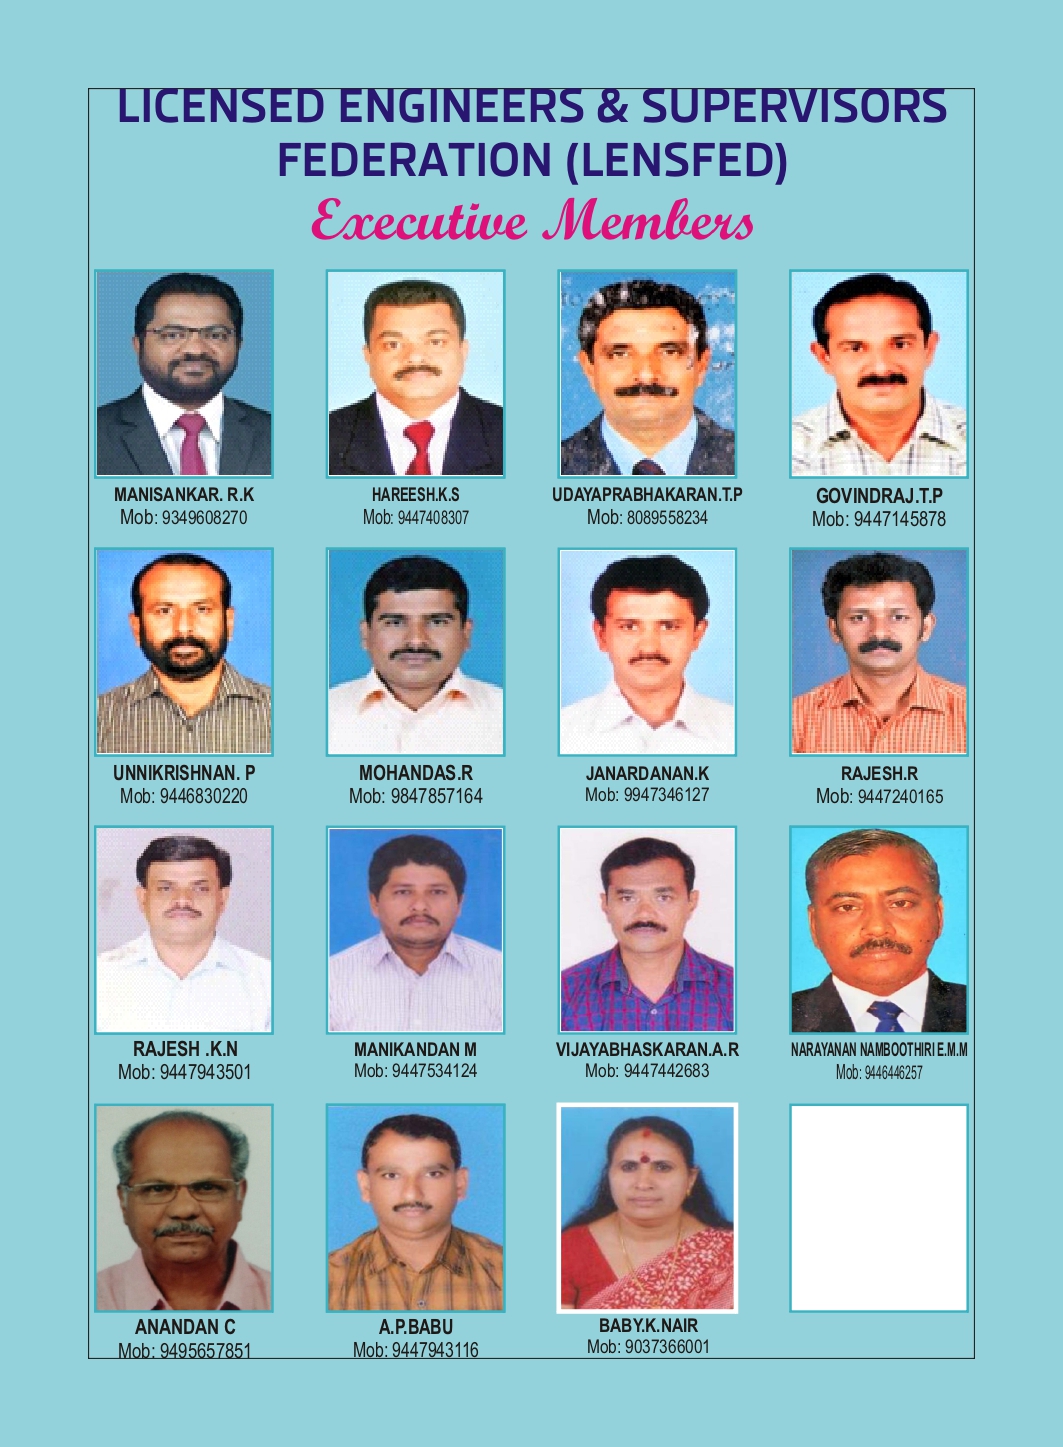 LICENSED ENGINEERS & SUPERVISORS
FEDERATION (LENSFED)
Executive Members
MANISANKAR. R.K
Mob: 9349608270
HAREESH.K.S
Mob: 9447408307
UDAYAPRABHAKARAN.T.P
Mob: 8089558234
GOVINDRAJ.T.P
Mob: 9447145878
UNNIKRISHNAN. P
Mob: 9446830220
MOHANDAS.R
Mob: 9847857164
JANARDANAN.K
Mob: 9947346127
RAJESH.R
Mob: 9447240165
RAJESH .K.N
Mob: 9447943501
MANIKANDAN M
Mob: 9447534124
VIJAYABHASKARAN.A.R
Mob: 9447442683
NARAYANAN NAMBOOTHIRI E.M.M
Mob: 9446446257
ANANDAN C
Mob: 9495657851
A.P.BABU
Mob: 9447943116
BABY.K.NAIR
Mob: 9037366001